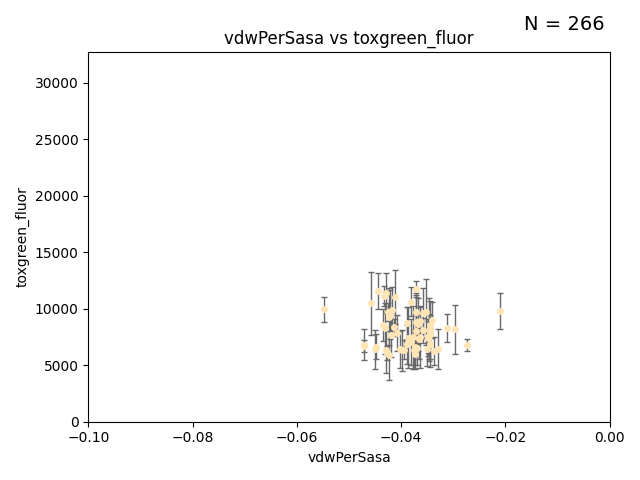 N = 266
vdwPerSasa vs toxgreen_fluor
toxgreen_fluor
30000
25000
20000
15000
10000
5000
0
−0.10 −0.08 −0.06 −0.04 −0.02 0.00
vdwPerSasa